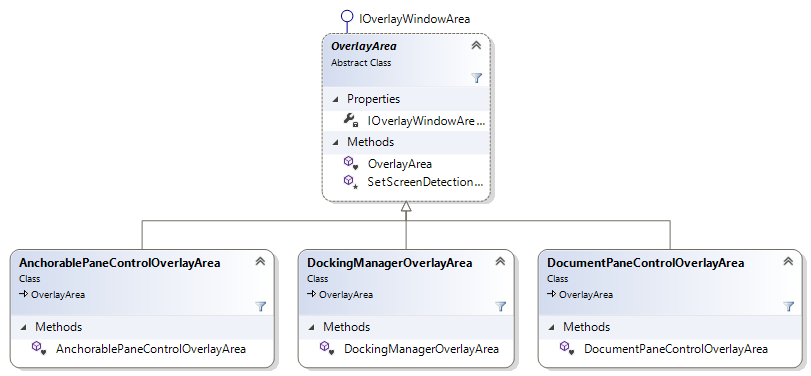 IOverlayWindowArea
OverlayArea
Abstract Class
Properties
IOverlayWindowAre...
Methods
OverlayArea
SetScreenDetection...
AnchorablePaneControlOverlayArea
Class
OverlayArea
Methods
AnchorablePaneControlOverlayArea
DockingManagerOverlayArea
Class
OverlayArea
Methods
DockingManagerOverlayArea
DocumentPaneControlOverlayArea
Class
OverlayArea
Methods
DocumentPaneControlOverlayArea